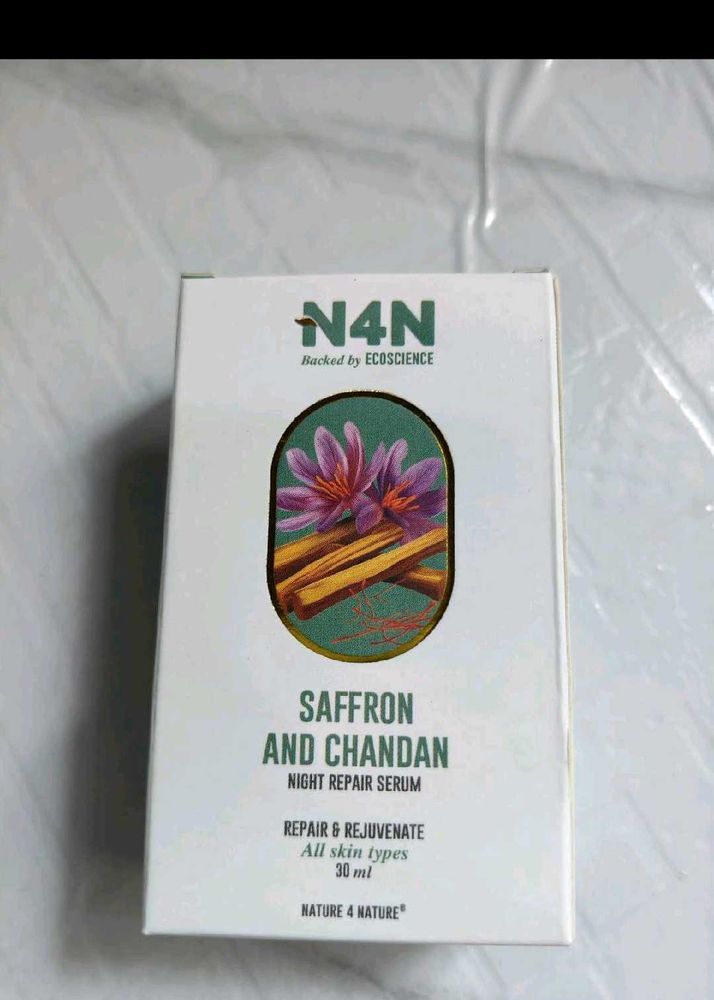 N4N
Backed by ECOSCIENCE
SAFFRON
AND CHANDAN
NIGHT REPAIR SERUM
REPAIR & REJUVENATE
All skin types
30 ml
NATURE 4 NATURE®